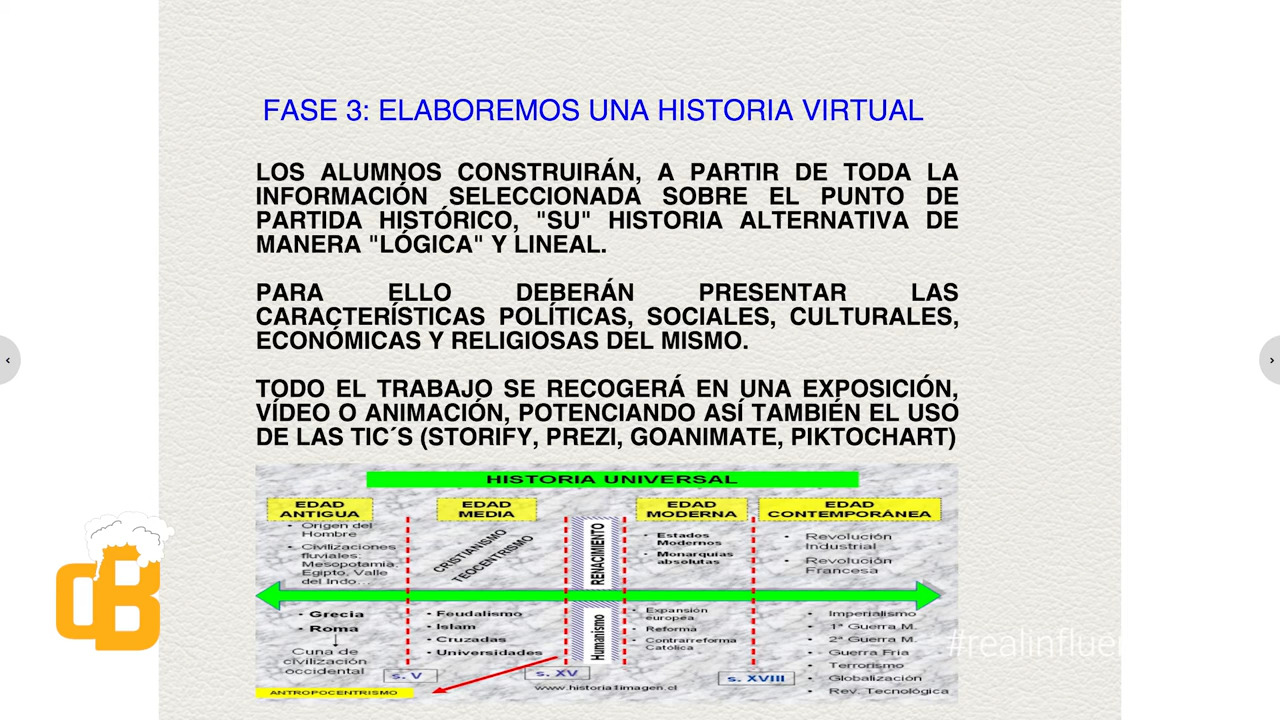 FASE 3: ELABOREMOS UNA HISTORIA VIRTUAL
LOS ALUMNOS CONSTRUIRÁN, A PARTIR DE TODA LA
INFORMACIÓN SELECCIONADA SOBRE EL PUNTO DE
PARTIDA HISTÓRICO, "SU" HISTORIA ALTERNATIVA DE
MANERA "LÓGICA" Y LINEAL.
PARA ELLO DEBERÁN PRESENTAR LAS
CARACTERÍSTICAS POLÍTICAS, SOCIALES, CULTURALES,
ECONÓMICAS Y RELIGIOSAS DEL MISMO.
TODO EL TRABAJO SE RECOGERÁ EN UNA EXPOSICIÓN,
VÍDEO O ANIMACIÓN, POTENCIANDO ASÍ TAMBIÉN EL USO
DE LAS TIC´S (STORIFY, PREZI, GOANIMATE, PIKTOCHART)
HISTORIA UNIVERSAL
EDAD
ANTIGUA
• Origen del
Hombre
• Civilizaciones
fluviales:
Mesopotamia,
Egipto, Valle
del Indo...
• Grecia
• Roma
↓
Cuna de
civilización
occidental
ANTROPOCENTRISMO
s. V
EDAD
MEDIA
CRISTIANISMO
TEOCENTRISMO
• Feudalismo
• Islam
• Cruzadas
• Universidades
s. XV
www.historia1imagen.cl
RENACIMIENTO
Humanismo
EDAD
MODERNA
• Estados
Modernos
• Monarquías
absolutas
• Expansión
europea
• Reforma
• Contrarreforma
Católica
s. XVIII
EDAD
CONTEMPORÁNEA
• Revolución
Industrial
• Revolución
Francesa
• Imperialismo
• 1ª Guerra M.
• 2ª Guerra M.
• Guerra Fria
• Terrorismo
• Globalización
• Rev. Tecnológica
CB
#realinfluen